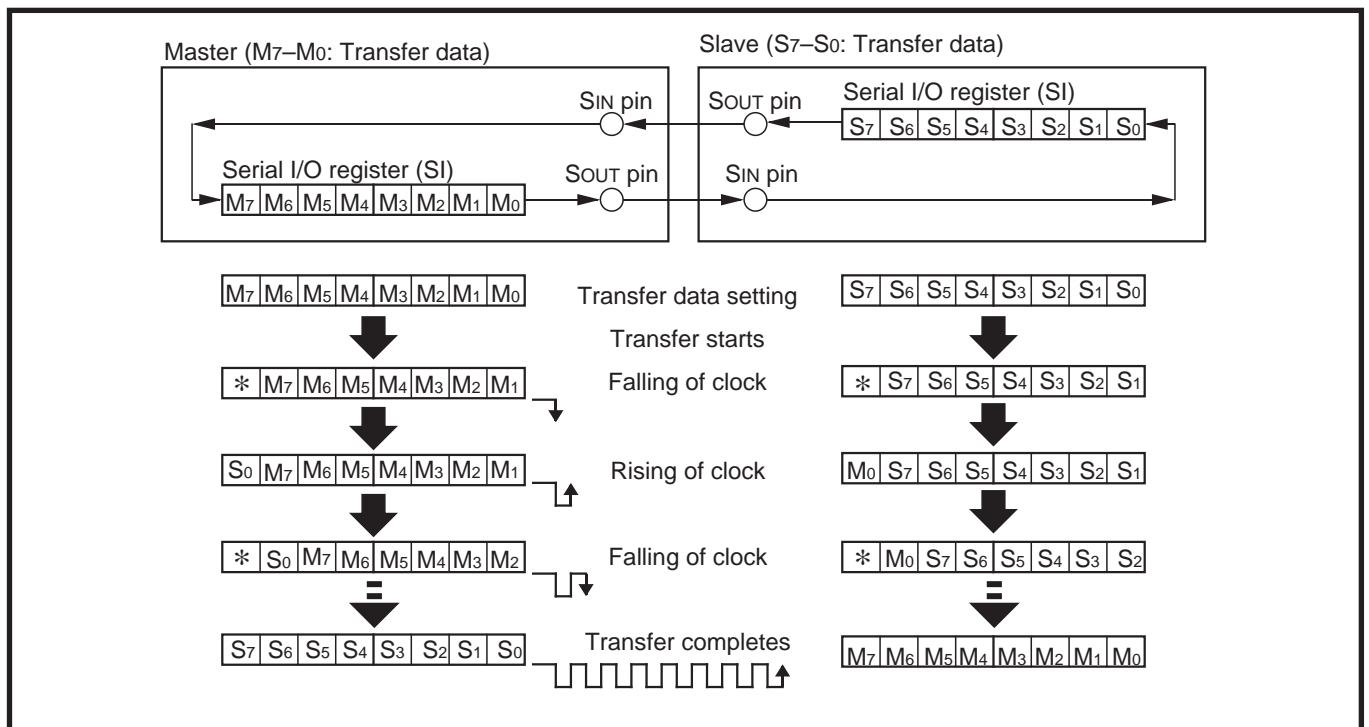 Master (M7–M0: Transfer data)
Slave (S7–S0: Transfer data)
SIN pin
SOUT pin
Serial I/O register (SI)
S7 S6 S5 S4 S3 S2 S1 S0
Serial I/O register (SI)
SOUT pin
SIN pin
M7 M6 M5 M4 M3 M2 M1 M0
M7 M6 M5 M4 M3 M2 M1 M0
Transfer data setting
S7 S6 S5 S4 S3 S2 S1 S0
Transfer starts
* M7 M6 M5 M4 M3 M2 M1
Falling of clock
* S7 S6 S5 S4 S3 S2 S1
S0 M7 M6 M5 M4 M3 M2 M1
Rising of clock
M0 S7 S6 S5 S4 S3 S2 S1
* S0 M7 M6 M5 M4 M3 M2
Falling of clock
* M0 S7 S6 S5 S4 S3 S2
S7 S6 S5 S4 S3 S2 S1 S0
Transfer completes
M7 M6 M5 M4 M3 M2 M1 M0